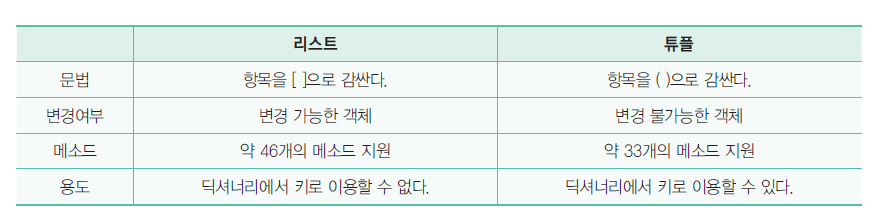 리스트 튜플
문법 항목을 [ ]으로 감싼다. 항목을 ( )으로 감싼다.
변경여부 변경 가능한 객체 변경 불가능한 객체
메소드 약 46개의 메소드 지원 약 33개의 메소드 지원
용도 딕셔너리에서 키로 이용할 수 없다. 딕셔너리에서 키로 이용할 수 있다.